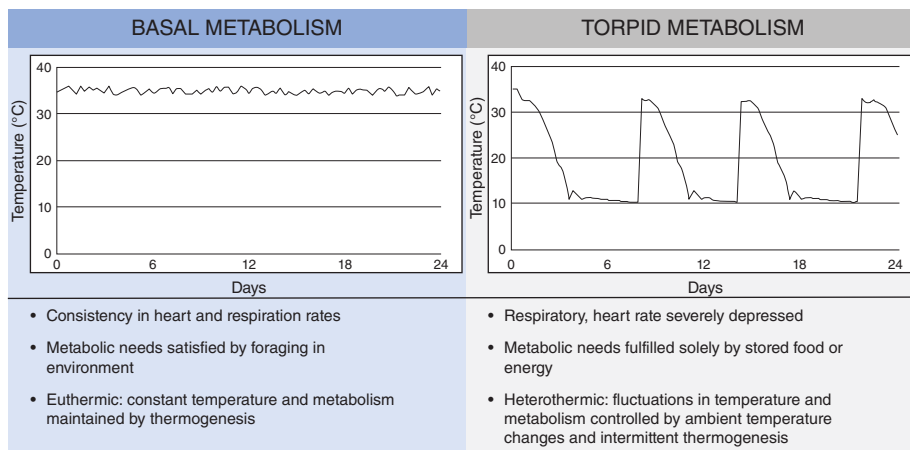 BASAL METABOLISM
40
30
20
10
0
Temperature (°C)
0 6 12 18 24
Days
• Consistency in heart and respiration rates
• Metabolic needs satisfied by foraging in
environment
• Euthermic: constant temperature and metabolism
maintained by thermogenesis
TORPID METABOLISM
40
30
20
10
0
Temperature (°C)
0 6 12 18 24
Days
• Respiratory, heart rate severely depressed
• Metabolic needs fulfilled solely by stored food or
energy
• Heterothermic: fluctuations in temperature and
metabolism controlled by ambient temperature
changes and intermittent thermogenesis